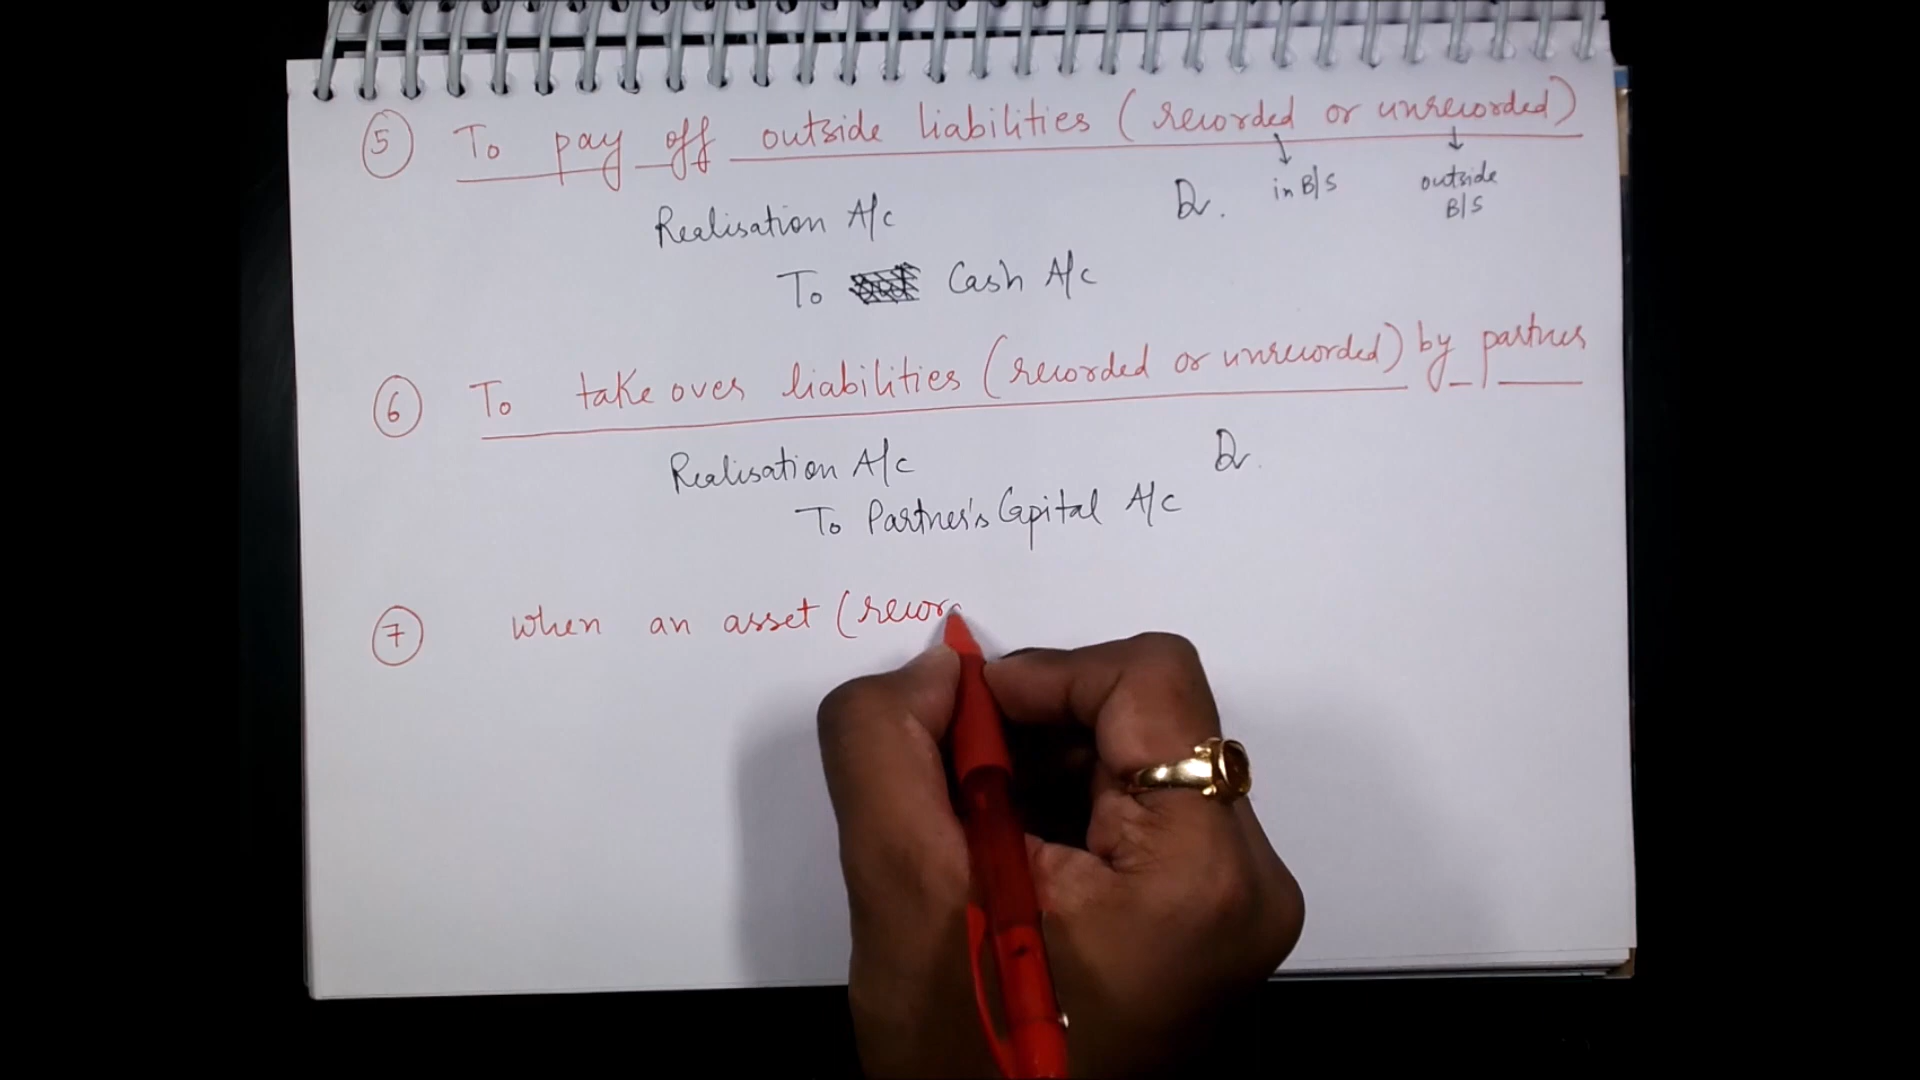 5 To pay off outside liabilities (recorded or unrecorded)
in B/S outside B/S
Realisation A/c Dr.
To Cash A/c
6 To take over liabilities (recorded or unrecorded) by partner
Realisation A/c Dr.
To Partner's Capital A/c
7 When an asset (recor